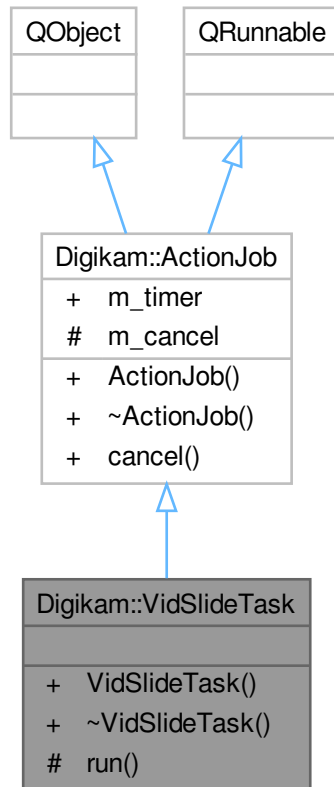 QObject
QRunnable
Digikam::ActionJob
+ m_timer
# m_cancel
+ ActionJob()
+ ~ActionJob()
+ cancel()
Digikam::VidSlideTask
+ VidSlideTask()
+ ~VidSlideTask()
# run()